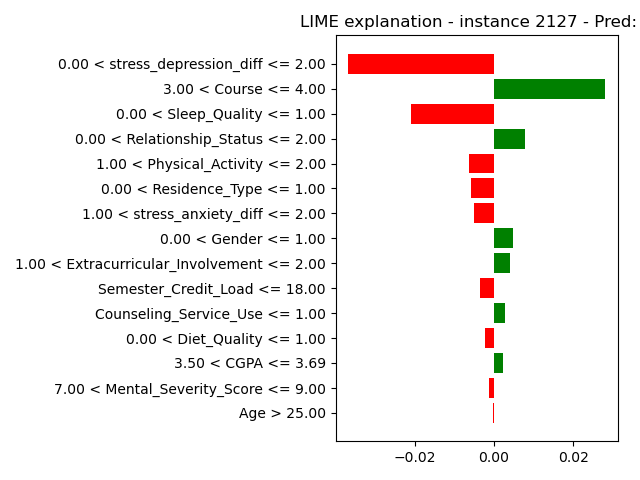 LIME explanation - instance 2127 - Pred:
0.00 < stress_depression_diff <= 2.00
3.00 < Course <= 4.00
0.00 < Sleep_Quality <= 1.00
0.00 < Relationship_Status <= 2.00
1.00 < Physical_Activity <= 2.00
0.00 < Residence_Type <= 1.00
1.00 < stress_anxiety_diff <= 2.00
0.00 < Gender <= 1.00
1.00 < Extracurricular_Involvement <= 2.00
Semester_Credit_Load <= 18.00
Counseling_Service_Use <= 1.00
0.00 < Diet_Quality <= 1.00
3.50 < CGPA <= 3.69
7.00 < Mental_Severity_Score <= 9.00
Age > 25.00
−0.02 0.00 0.02